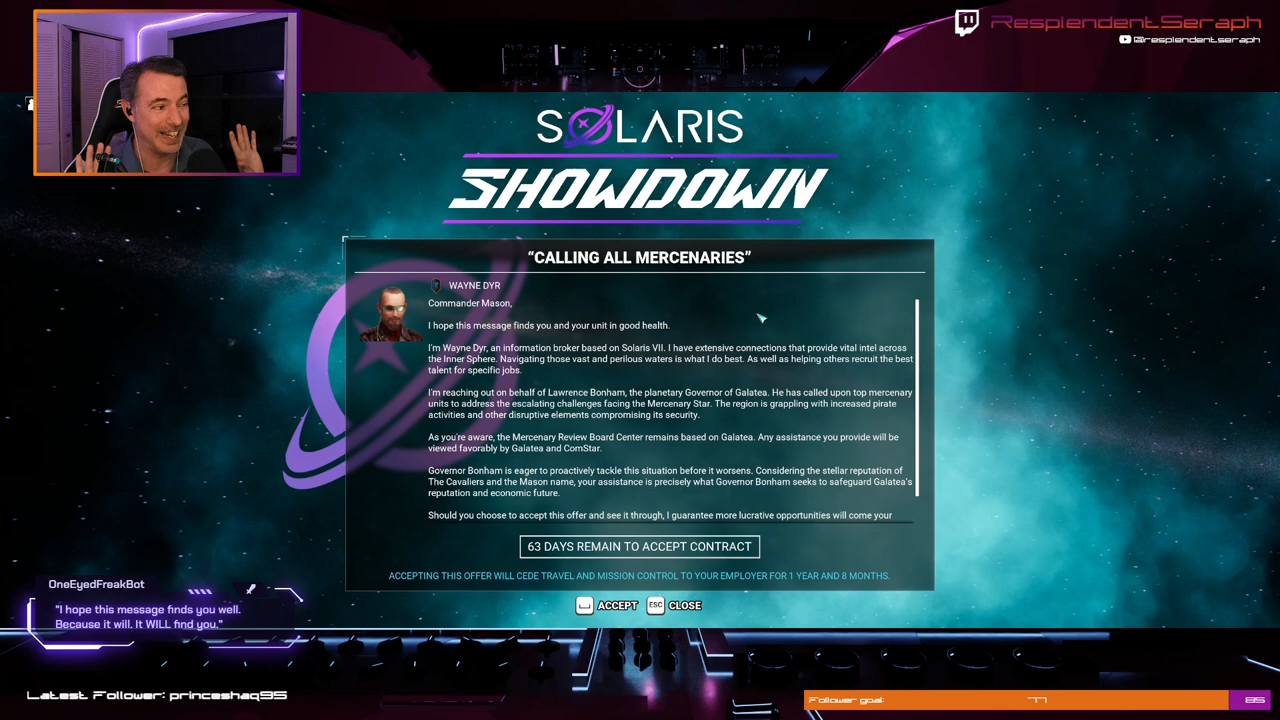 ResplendentSeraph
@resplendentseraph
SOLARIS
SHOWDOWN
"CALLING ALL MERCENARIES"
WAYNE DYR
Commander Mason,
I hope this message finds you and your unit in good health.
I'm Wayne Dyr, an information broker based on Solaris VII. I have extensive connections that provide vital intel across
the Inner Sphere. Navigating those vast and perilous waters is what I do best. As well as helping others recruit the best
talent for specific jobs.
I'm reaching out on behalf of Lawrence Bonham, the planetary Governor of Galatea. He has called upon top mercenary
units to address the escalating challenges facing the Mercenary Star. The region is grappling with increased pirate
activities and other disruptive elements compromising its security.
As you're aware, the Mercenary Review Board Center remains based on Galatea. Any assistance you provide will be
viewed favorably by Galatea and ComStar.
Governor Bonham is eager to proactively tackle this situation before it worsens. Considering the stellar reputation of
The Cavaliers and the Mason name, your assistance is precisely what Governor Bonham seeks to safeguard Galatea's
reputation and economic future.
Should you choose to accept this offer and see it through, I guarantee more lucrative opportunities will come your
63 DAYS REMAIN TO ACCEPT CONTRACT
ACCEPTING THIS OFFER WILL CEDE TRAVEL AND MISSION CONTROL TO YOUR EMPLOYER FOR 1 YEAR AND 8 MONTHS.
ACCEPT ESC CLOSE
OneEyedFreakBot
"I hope this message finds you well.
Because it will. It WILL find you."
Latest Follower: princeshaq95
Follower goal: 77 85